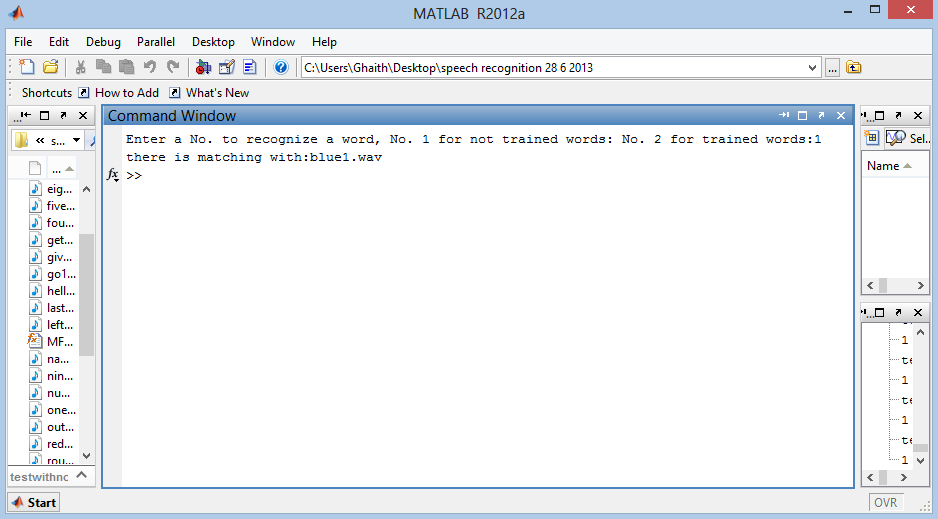 MATLAB R2012a
File Edit Debug Parallel Desktop Window Help
C:\Users\Ghaith\Desktop\speech recognition 28 6 2013
...
Shortcuts How to Add What's New
...
Command Window
...
« s...
Sel...
Enter a No. to recognize a word, No. 1 for not trained words: No. 2 for trained words:1
there is matching with:blue1.wav
fx >>
...
Name
eig...
five...
fou...
get...
giv...
go1...
hell...
last...
left...
MF...
na...
nin...
nu...
one...
out...
red...
rou...
testwithnc
...
1
te
1
te
1
te
1
Start
OVR